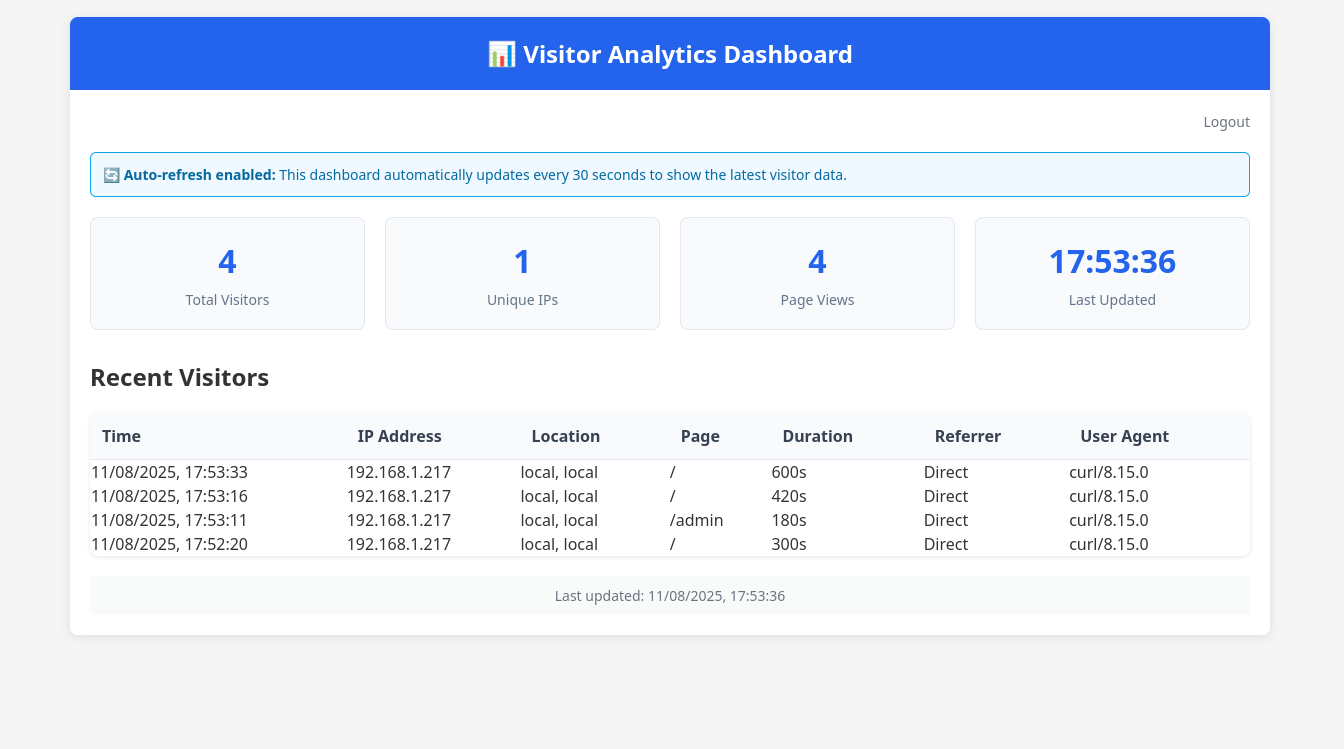 📊 Visitor Analytics Dashboard
Logout
🔄 Auto-refresh enabled: This dashboard automatically updates every 30 seconds to show the latest visitor data.
4 1 4 17:53:36
Total Visitors Unique IPs Page Views Last Updated
Recent Visitors
Time IP Address Location Page Duration Referrer User Agent
11/08/2025, 17:53:33 192.168.1.217 local, local / 600s Direct curl/8.15.0
11/08/2025, 17:53:16 192.168.1.217 local, local / 420s Direct curl/8.15.0
11/08/2025, 17:53:11 192.168.1.217 local, local /admin 180s Direct curl/8.15.0
11/08/2025, 17:52:20 192.168.1.217 local, local / 300s Direct curl/8.15.0
Last updated: 11/08/2025, 17:53:36